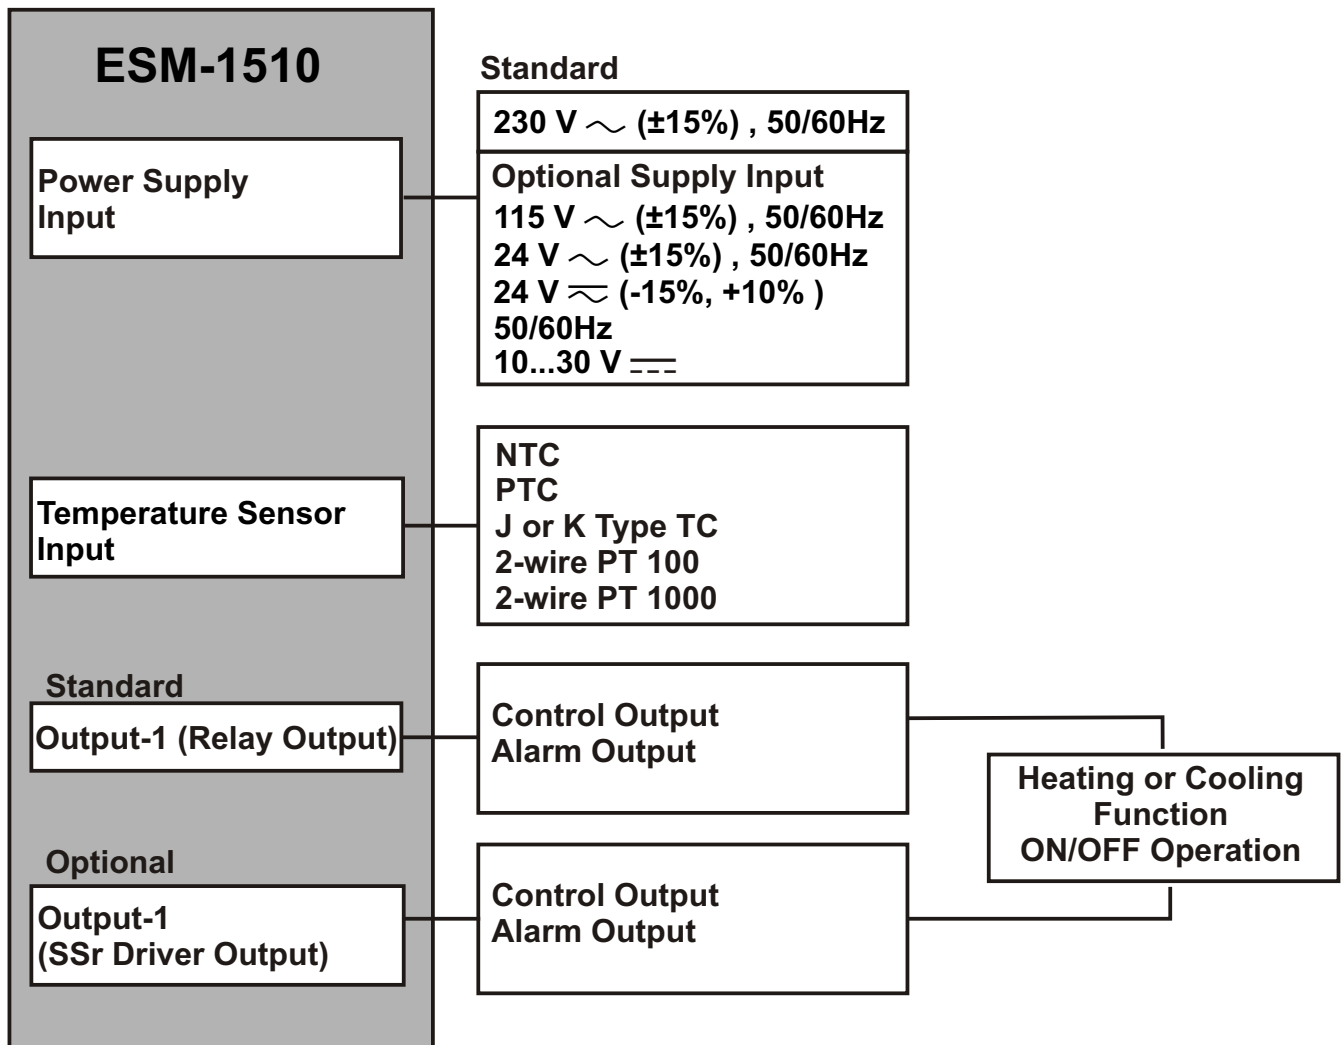 ESM-1510
Standard
230 V ～ (±15%) , 50/60Hz
Power Supply
Input
Optional Supply Input
115 V ～ (±15%) , 50/60Hz
24 V ～ (±15%) , 50/60Hz
24 V ⏦ (-15%, +10% )
50/60Hz
10...30 V ⎓
Temperature Sensor
Input
NTC
PTC
J or K Type TC
2-wire PT 100
2-wire PT 1000
Standard
Output-1 (Relay Output)
Control Output
Alarm Output
Heating or Cooling
Function
ON/OFF Operation
Optional
Output-1
(SSr Driver Output)
Control Output
Alarm Output